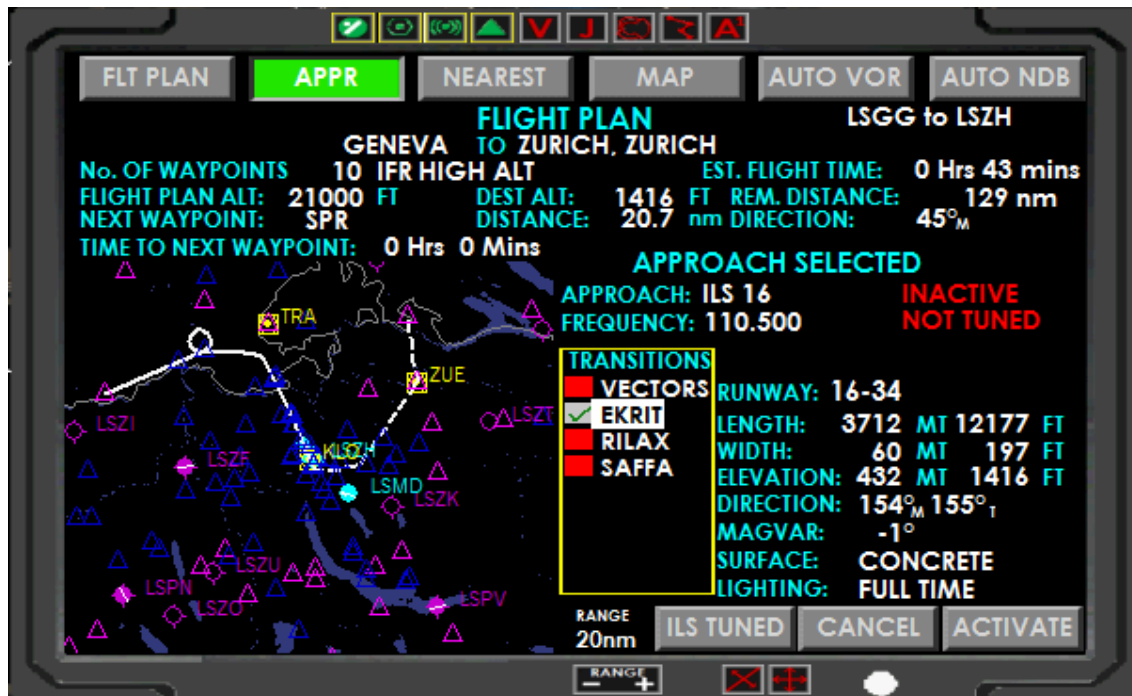 V J A1
FLT PLAN APPR NEAREST MAP AUTO VOR AUTO NDB
FLIGHT PLAN LSGG to LSZH
GENEVA TO ZURICH, ZURICH
No. OF WAYPOINTS 10 IFR HIGH ALT EST. FLIGHT TIME: 0 Hrs 43 mins
FLIGHT PLAN ALT: 21000 FT DEST ALT: 1416 FT REM. DISTANCE: 129 nm
NEXT WAYPOINT: SPR DISTANCE: 20.7 nm DIRECTION: 45°M
TIME TO NEXT WAYPOINT: 0 Hrs 0 Mins
APPROACH SELECTED
APPROACH: ILS 16 INACTIVE
FREQUENCY: 110.500 NOT TUNED
TRA
ZUE
LSZI
LSZT
LSZF
KLO
LSZH
LSMD
LSZK
LSZU
LSPN
LSZO
LSPV
TRANSITIONS
VECTORS
EKRIT
RILAX
SAFFA
RUNWAY: 16-34
LENGTH: 3712 MT 12177 FT
WIDTH: 60 MT 197 FT
ELEVATION: 432 MT 1416 FT
DIRECTION: 154°M 155°T
MAGVAR: -1°
SURFACE: CONCRETE
LIGHTING: FULL TIME
RANGE
20nm
ILS TUNED CANCEL ACTIVATE
RANGE
- +